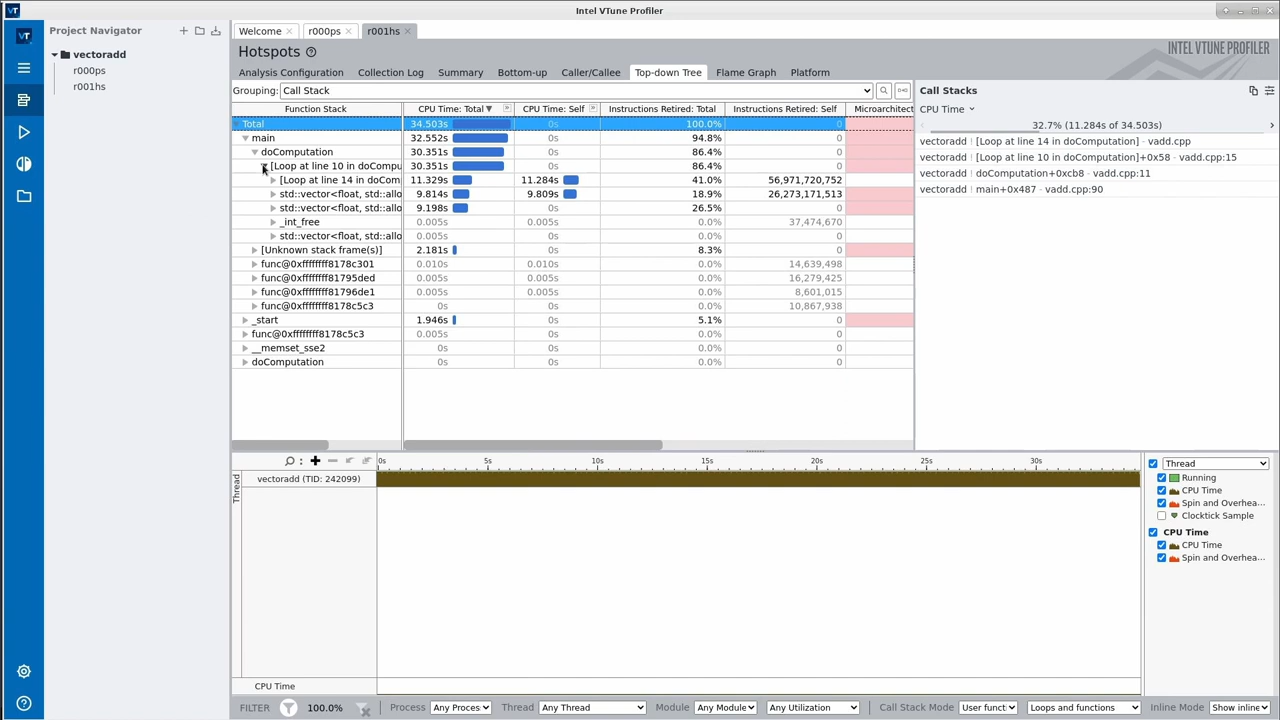 Intel VTune Profiler
VT
Project Navigator
vectoradd
r000ps
r001hs
Welcome × r000ps × r001hs ×
Hotspots
INTEL VTUNE PROFILER
Analysis Configuration Collection Log Summary Bottom-up Caller/Callee Top-down Tree Flame Graph Platform
Grouping: Call Stack
Function Stack CPU Time: Total CPU Time: Self Instructions Retired: Total Instructions Retired: Self Microarchitect
Total 34.503s 0s 100.0% 0
main 32.552s 0s 94.8% 0
doComputation 30.351s 0s 86.4% 0
[Loop at line 10 in doCompu 30.351s 0s 86.4% 0
[Loop at line 14 in doCom 11.329s 11.284s 41.0% 56,971,720,752
std::vector<float, std::allo 9.814s 9.809s 18.9% 26,273,171,513
std::vector<float, std::allo 9.198s 0s 26.5% 0
_int_free 0.005s 0.005s 0.0% 37,474,670
std::vector<float, std::allo 0.005s 0s 0.0% 0
[Unknown stack frame(s)] 2.181s 0s 8.3% 0
func@0xffffffff8178c301 0.010s 0.010s 0.0% 14,639,498
func@0xffffffff81795ded 0.005s 0.005s 0.0% 16,279,425
func@0xffffffff81796de1 0.005s 0.005s 0.0% 8,601,015
func@0xffffffff8178c5c3 0s 0s 0.0% 10,867,938
_start 1.946s 0s 5.1% 0
func@0xffffffff8178c5c3 0.005s 0s 0.0% 0
__memset_sse2 0s 0s 0.0% 0
doComputation 0s 0s 0.0% 0
Call Stacks
CPU Time
32.7% (11.284s of 34.503s)
vectoradd ! [Loop at line 14 in doComputation] - vadd.cpp
vectoradd ! [Loop at line 10 in doComputation]+0x58 - vadd.cpp:15
vectoradd ! doComputation+0xcb8 - vadd.cpp:11
vectoradd ! main+0x487 - vadd.cpp:90
0s 5s 10s 15s 20s 25s 30s
Thread
vectoradd (TID: 242099)
CPU Time
Thread
Running
CPU Time
Spin and Overhea...
Clocktick Sample
CPU Time
CPU Time
Spin and Overhea...
FILTER 100.0% Process Any Proces Thread Any Thread Module Any Module Any Utilization Call Stack Mode User functi Loops and functions Inline Mode Show inline